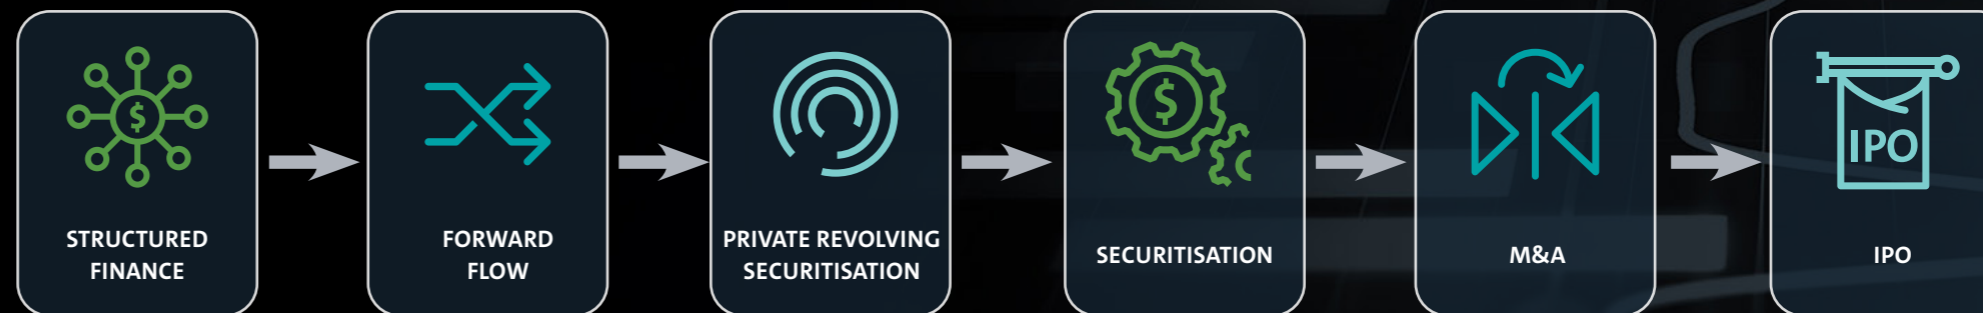 STRUCTURED
FINANCE
FORWARD
FLOW
PRIVATE REVOLVING
SECURITISATION
$
SECURITISATION
M&A
IPO
IPO